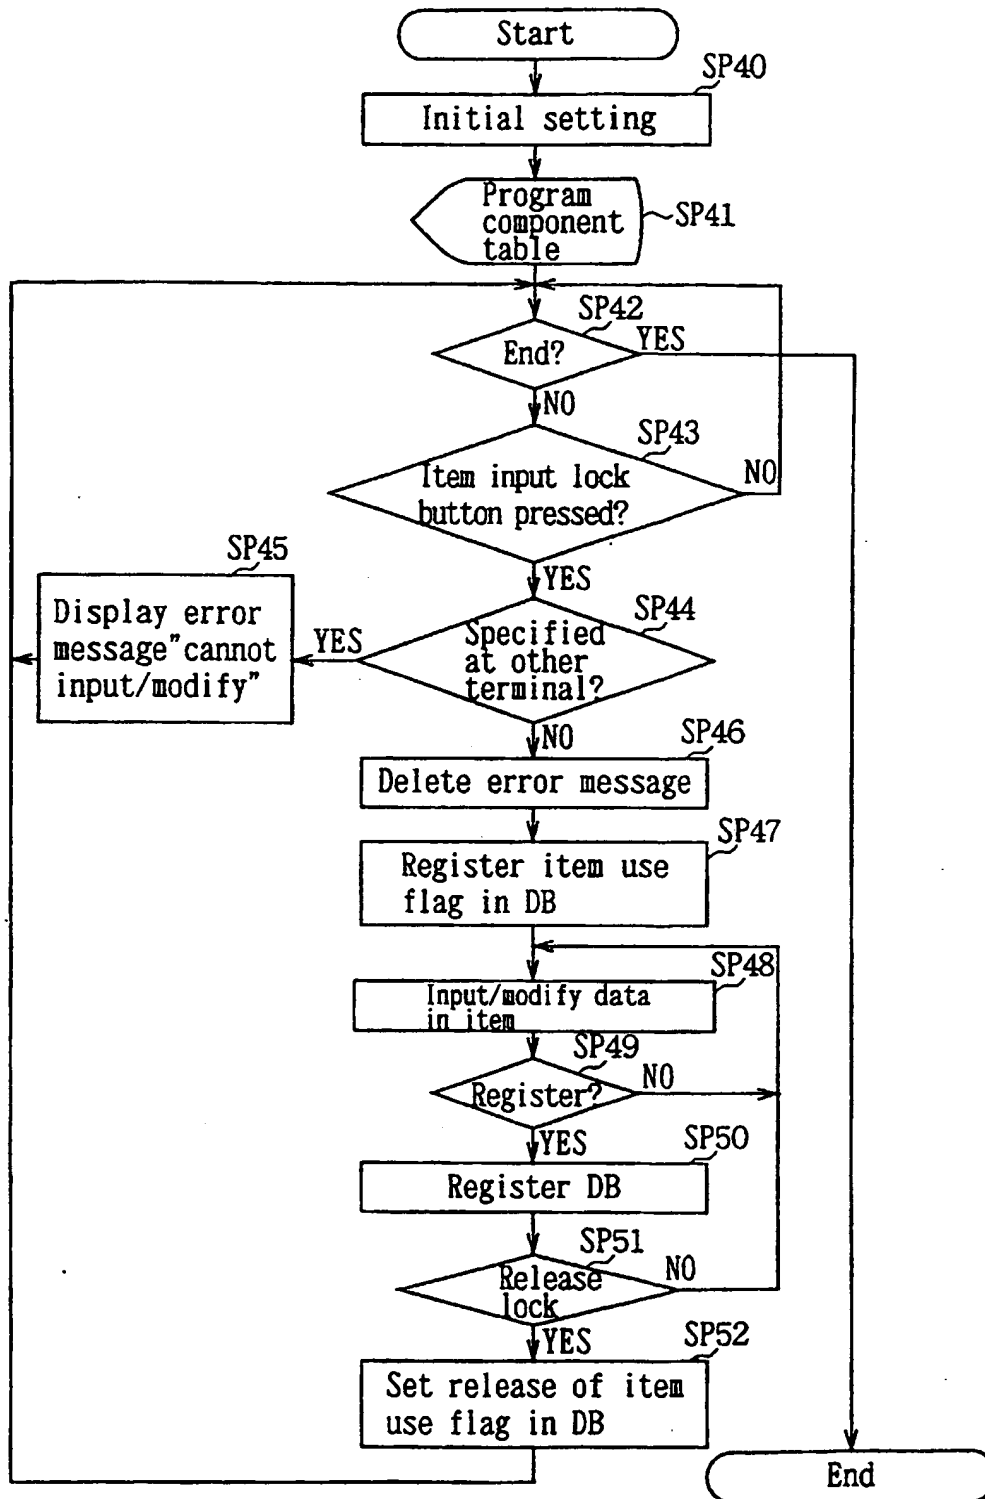 Start
SP40
Initial setting
Program
component
table
SP41
SP42
End?
YES
NO
SP43
Item input lock
button pressed?
NO
YES
SP45
Display error
message"cannot
input/modify"
YES
SP44
Specified
at other
terminal?
NO
SP46
Delete error message
SP47
Register item use
flag in DB
SP48
Input/modify data
in item
SP49
Register?
NO
YES
SP50
Register DB
SP51
Release
lock
NO
YES
SP52
Set release of item
use flag in DB
End